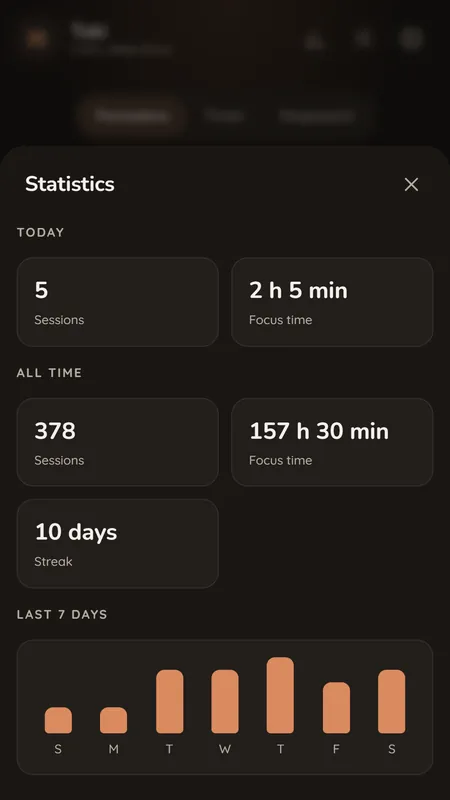 Statistics
TODAY
5
Sessions
2 h 5 min
Focus time
ALL TIME
378
Sessions
157 h 30 min
Focus time
10 days
Streak
LAST 7 DAYS
S M T W T F S